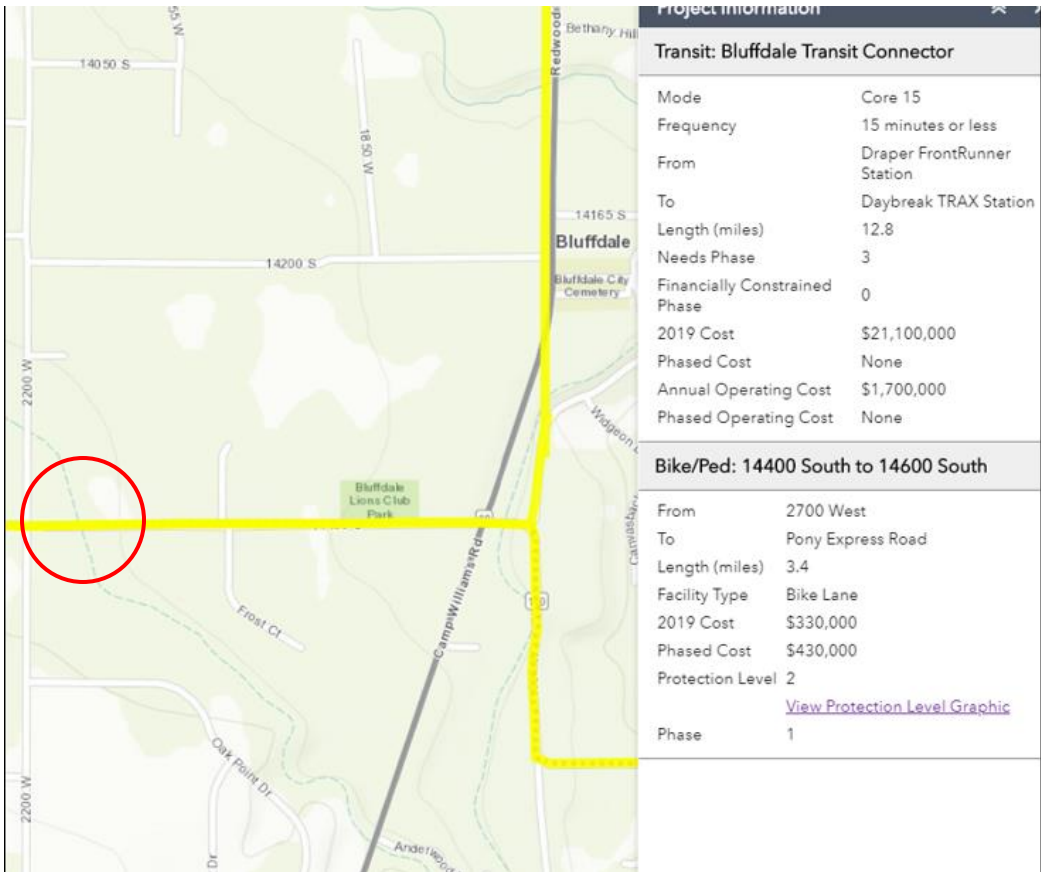 55 W
14050 S
1850 W
Redwood
Bethany Hill
14165 S
Bluffdale
14200 S
Bluffdale City
Cemetery
2200 W
Widgeon
Bluffdale
Lions Club
Park
Canvasback
Camp Williams Rd
Frost Ct
Oak Point Dr
2200 W
Dr
Project Information
Transit: Bluffdale Transit Connector
Mode Core 15
Frequency 15 minutes or less
From Draper FrontRunner
Station
To Daybreak TRAX Station
Length (miles) 12.8
Needs Phase 3
Financially Constrained
Phase 0
2019 Cost $21,100,000
Phased Cost None
Annual Operating Cost $1,700,000
Phased Operating Cost None
Bike/Ped: 14400 South to 14600 South
From 2700 West
To Pony Express Road
Length (miles) 3.4
Facility Type Bike Lane
2019 Cost $330,000
Phased Cost $430,000
Protection Level 2
View Protection Level Graphic
Phase 1